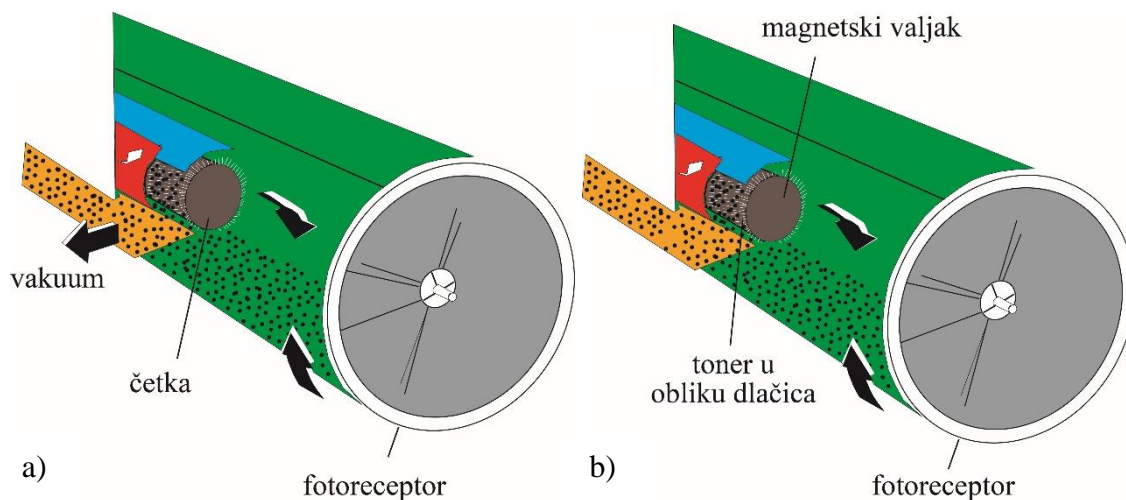 magnetski valjak
vakuum
četka
a)
fotoreceptor
toner u
obliku dlačica
b)
fotoreceptor